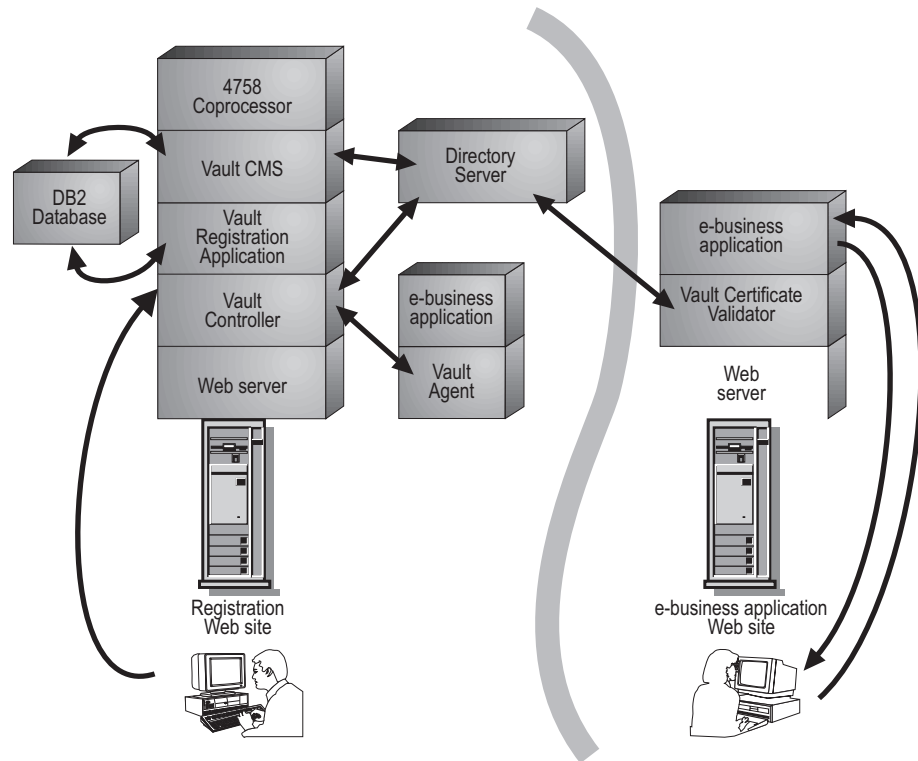 4758
Coprocessor
Vault CMS
DB2
Database
Vault
Registration
Application
Vault
Controller
Web server
Directory
Server
e-business
application
Vault
Agent
Registration
Web site
e-business
application
Vault Certificate
Validator
Web
server
e-business application
Web site